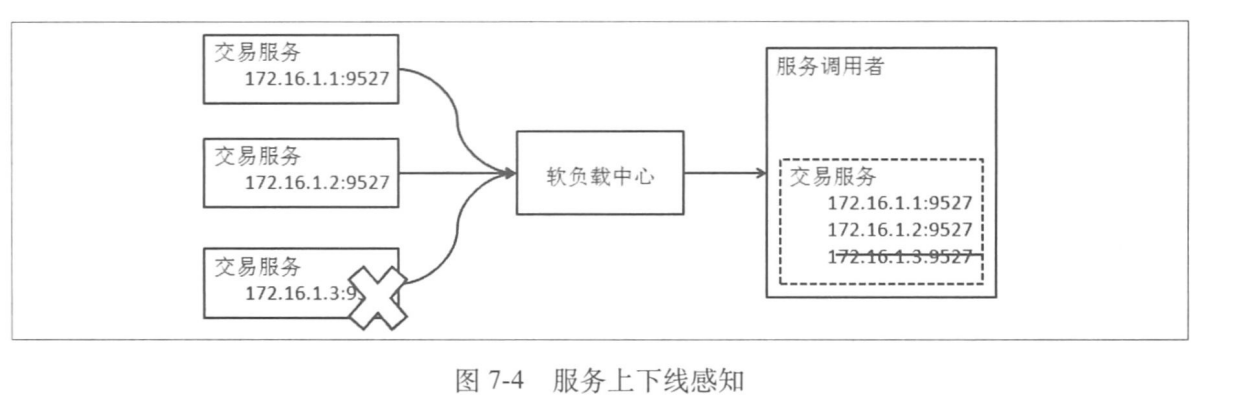 交易服务
172.16.1.1:9527
交易服务
172.16.1.2:9527
交易服务
172.16.1.3:9
软负载中心
服务调用者
交易服务
172.16.1.1:9527
172.16.1.2:9527
172.16.1.3:9527
图 7-4 服务上下线感知